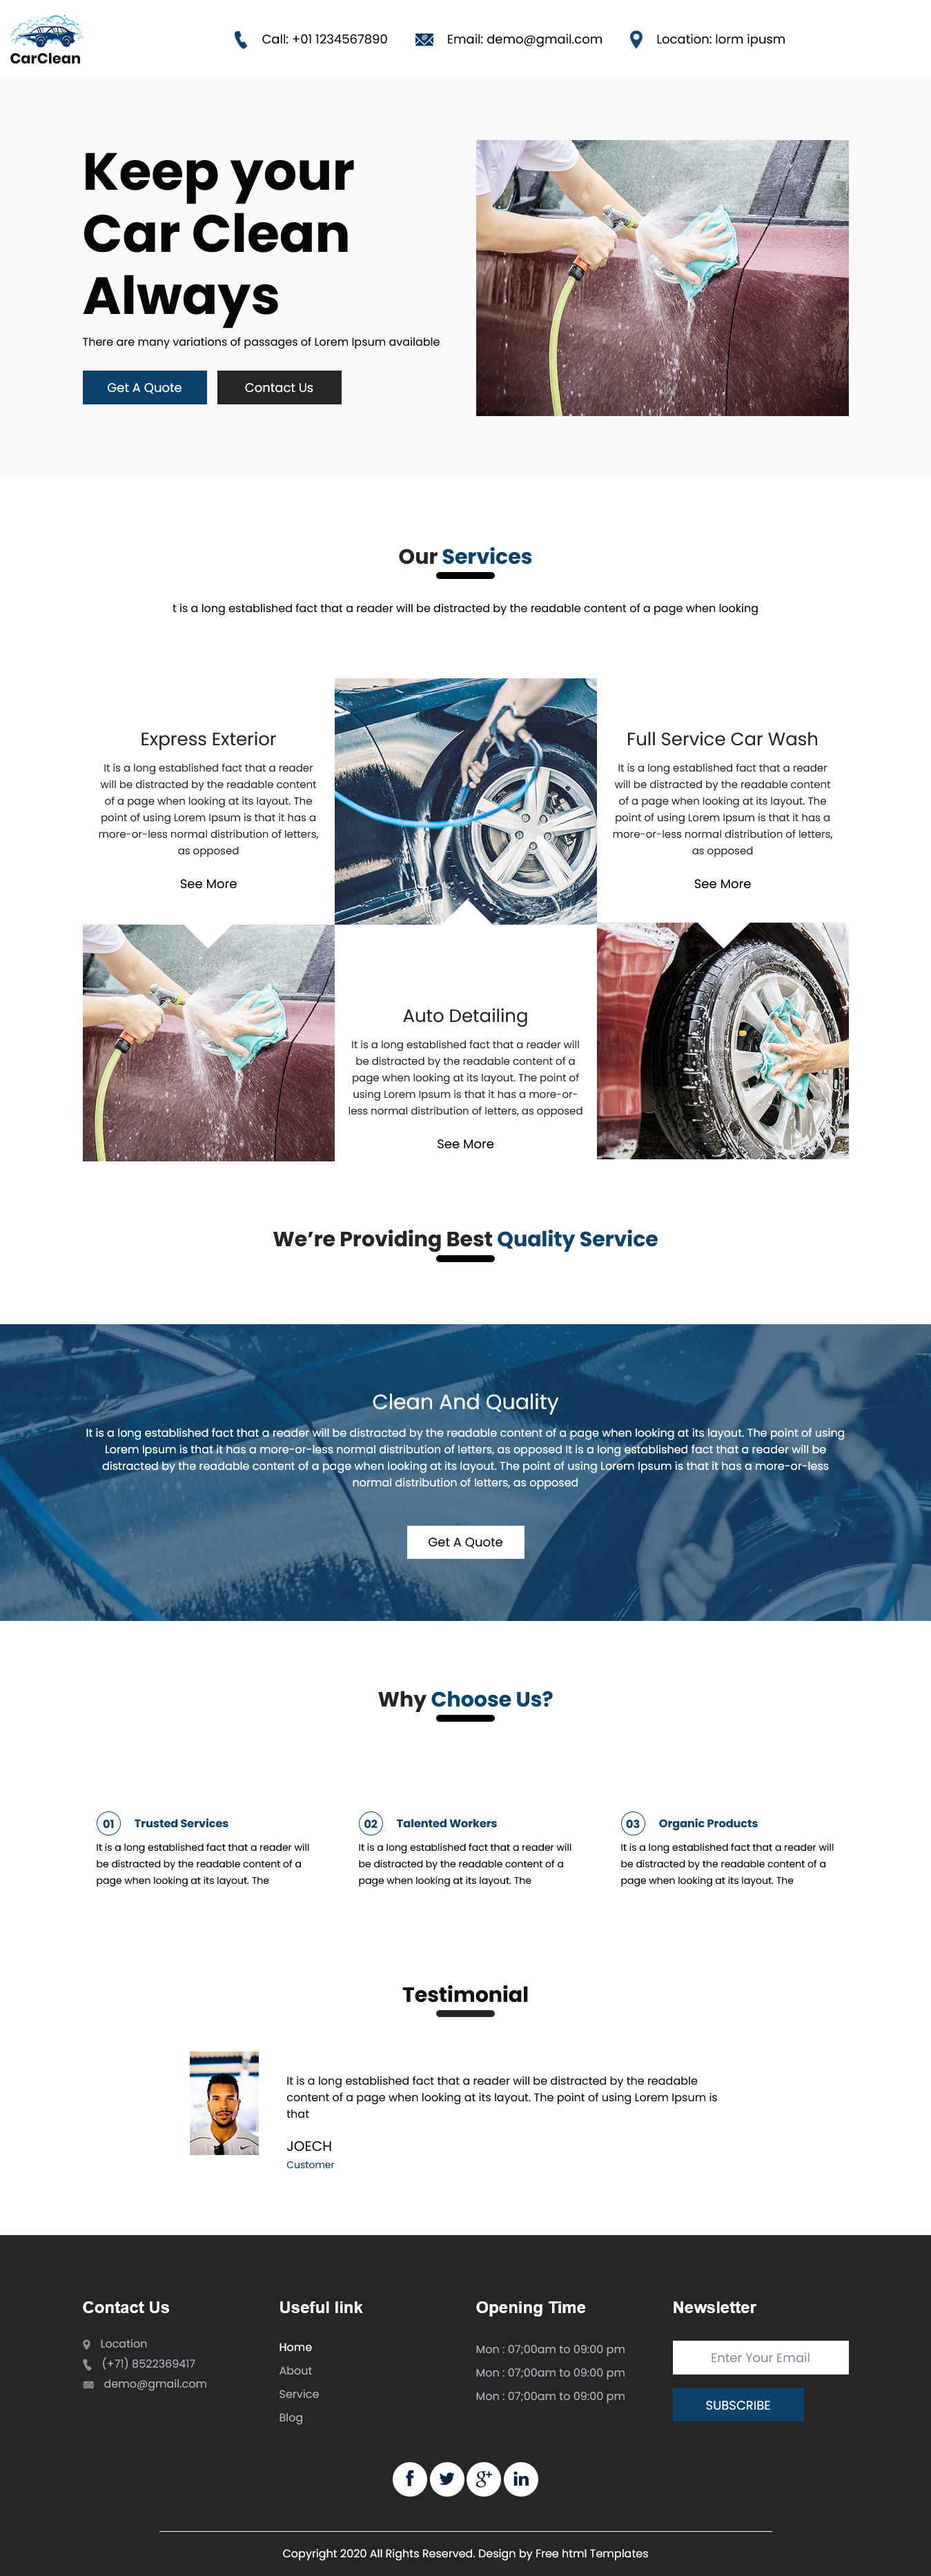 CarClean
Call: +01 1234567890
Email: demo@gmail.com
Location: lorm ipusm
Keep your
Car Clean
Always
There are many variations of passages of Lorem Ipsum available
Get A Quote
Contact Us
Our Services
t is a long established fact that a reader will be distracted by the readable content of a page when looking
Express Exterior
It is a long established fact that a reader
will be distracted by the readable content
of a page when looking at its layout. The
point of using Lorem Ipsum is that it has a
more-or-less normal distribution of letters,
as opposed
See More
Full Service Car Wash
It is a long established fact that a reader
will be distracted by the readable content
of a page when looking at its layout. The
point of using Lorem Ipsum is that it has a
more-or-less normal distribution of letters,
as opposed
See More
Auto Detailing
It is a long established fact that a reader will
be distracted by the readable content of a
page when looking at its layout. The point of
using Lorem Ipsum is that it has a more-or-
less normal distribution of letters, as opposed
See More
We're Providing Best Quality Service
Clean And Quality
It is a long established fact that a reader will be distracted by the readable content of a page when looking at its layout. The point of using
Lorem Ipsum is that it has a more-or-less normal distribution of letters, as opposed It is a long established fact that a reader will be
distracted by the readable content of a page when looking at its layout. The point of using Lorem Ipsum is that it has a more-or-less
normal distribution of letters, as opposed
Get A Quote
Why Choose Us?
01 Trusted Services
It is a long established fact that a reader will
be distracted by the readable content of a
page when looking at its layout. The
02 Talented Workers
It is a long established fact that a reader will
be distracted by the readable content of a
page when looking at its layout. The
03 Organic Products
It is a long established fact that a reader will
be distracted by the readable content of a
page when looking at its layout. The
Testimonial
It is a long established fact that a reader will be distracted by the readable
content of a page when looking at its layout. The point of using Lorem Ipsum is
that
JOECH
Customer
Contact Us
Location
(+71) 8522369417
demo@gmail.com
Useful link
Home
About
Service
Blog
Opening Time
Mon : 07;00am to 09:00 pm
Mon : 07;00am to 09:00 pm
Mon : 07;00am to 09:00 pm
Newsletter
Enter Your Email
SUBSCRIBE
Copyright 2020 All Rights Reserved. Design by Free html Templates